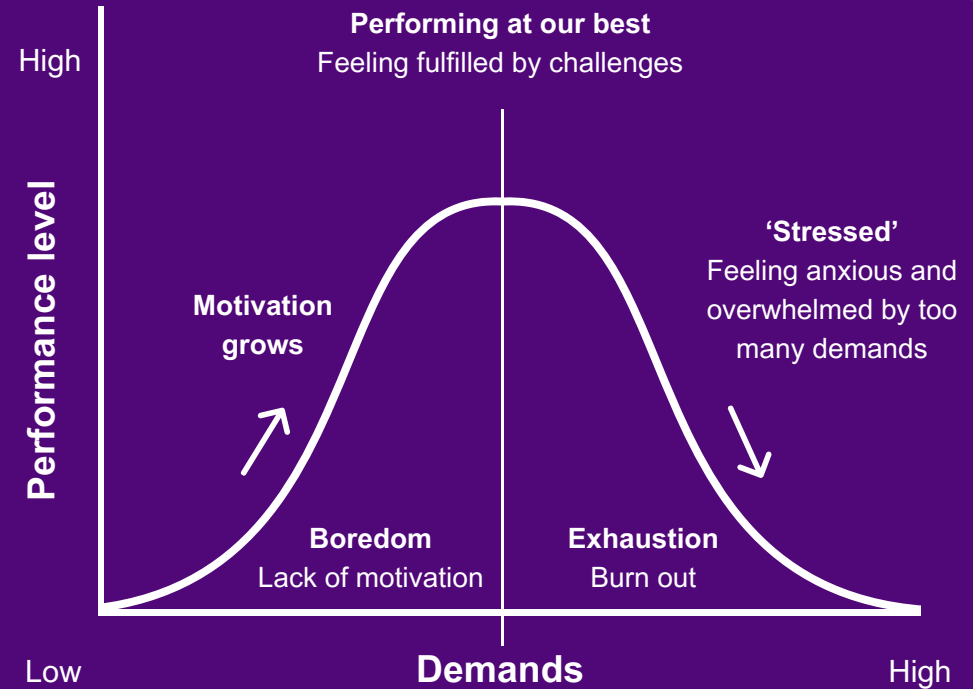 Performing at our best
Feeling fulfilled by challenges
High
Performance level
Motivation
grows
‘Stressed’
Feeling anxious and
overwhelmed by too
many demands
Boredom
Lack of motivation
Exhaustion
Burn out
Low
Demands
High